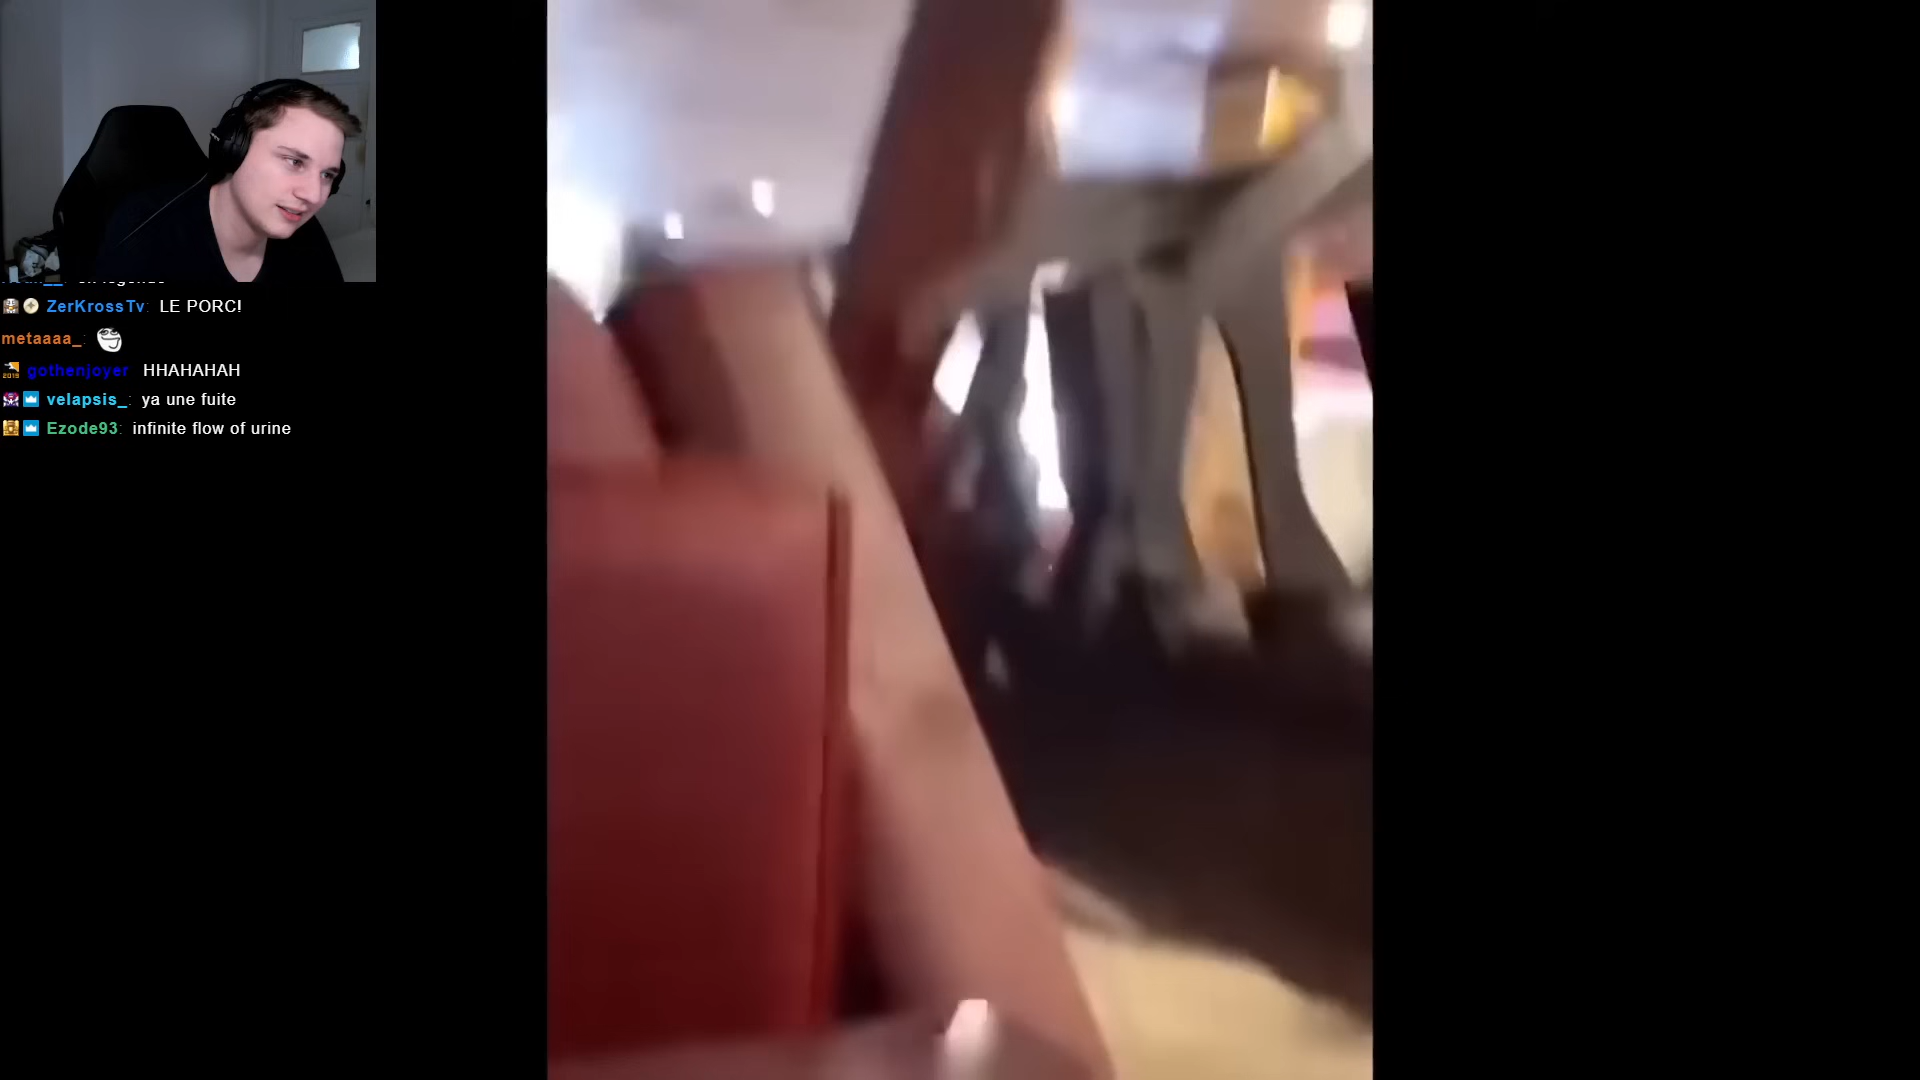 ZerKrossTv: LE PORC!
metaaaa_:
gothenjoyer HHAHAHAH
velapsis_: ya une fuite
Ezode93: infinite flow of urine